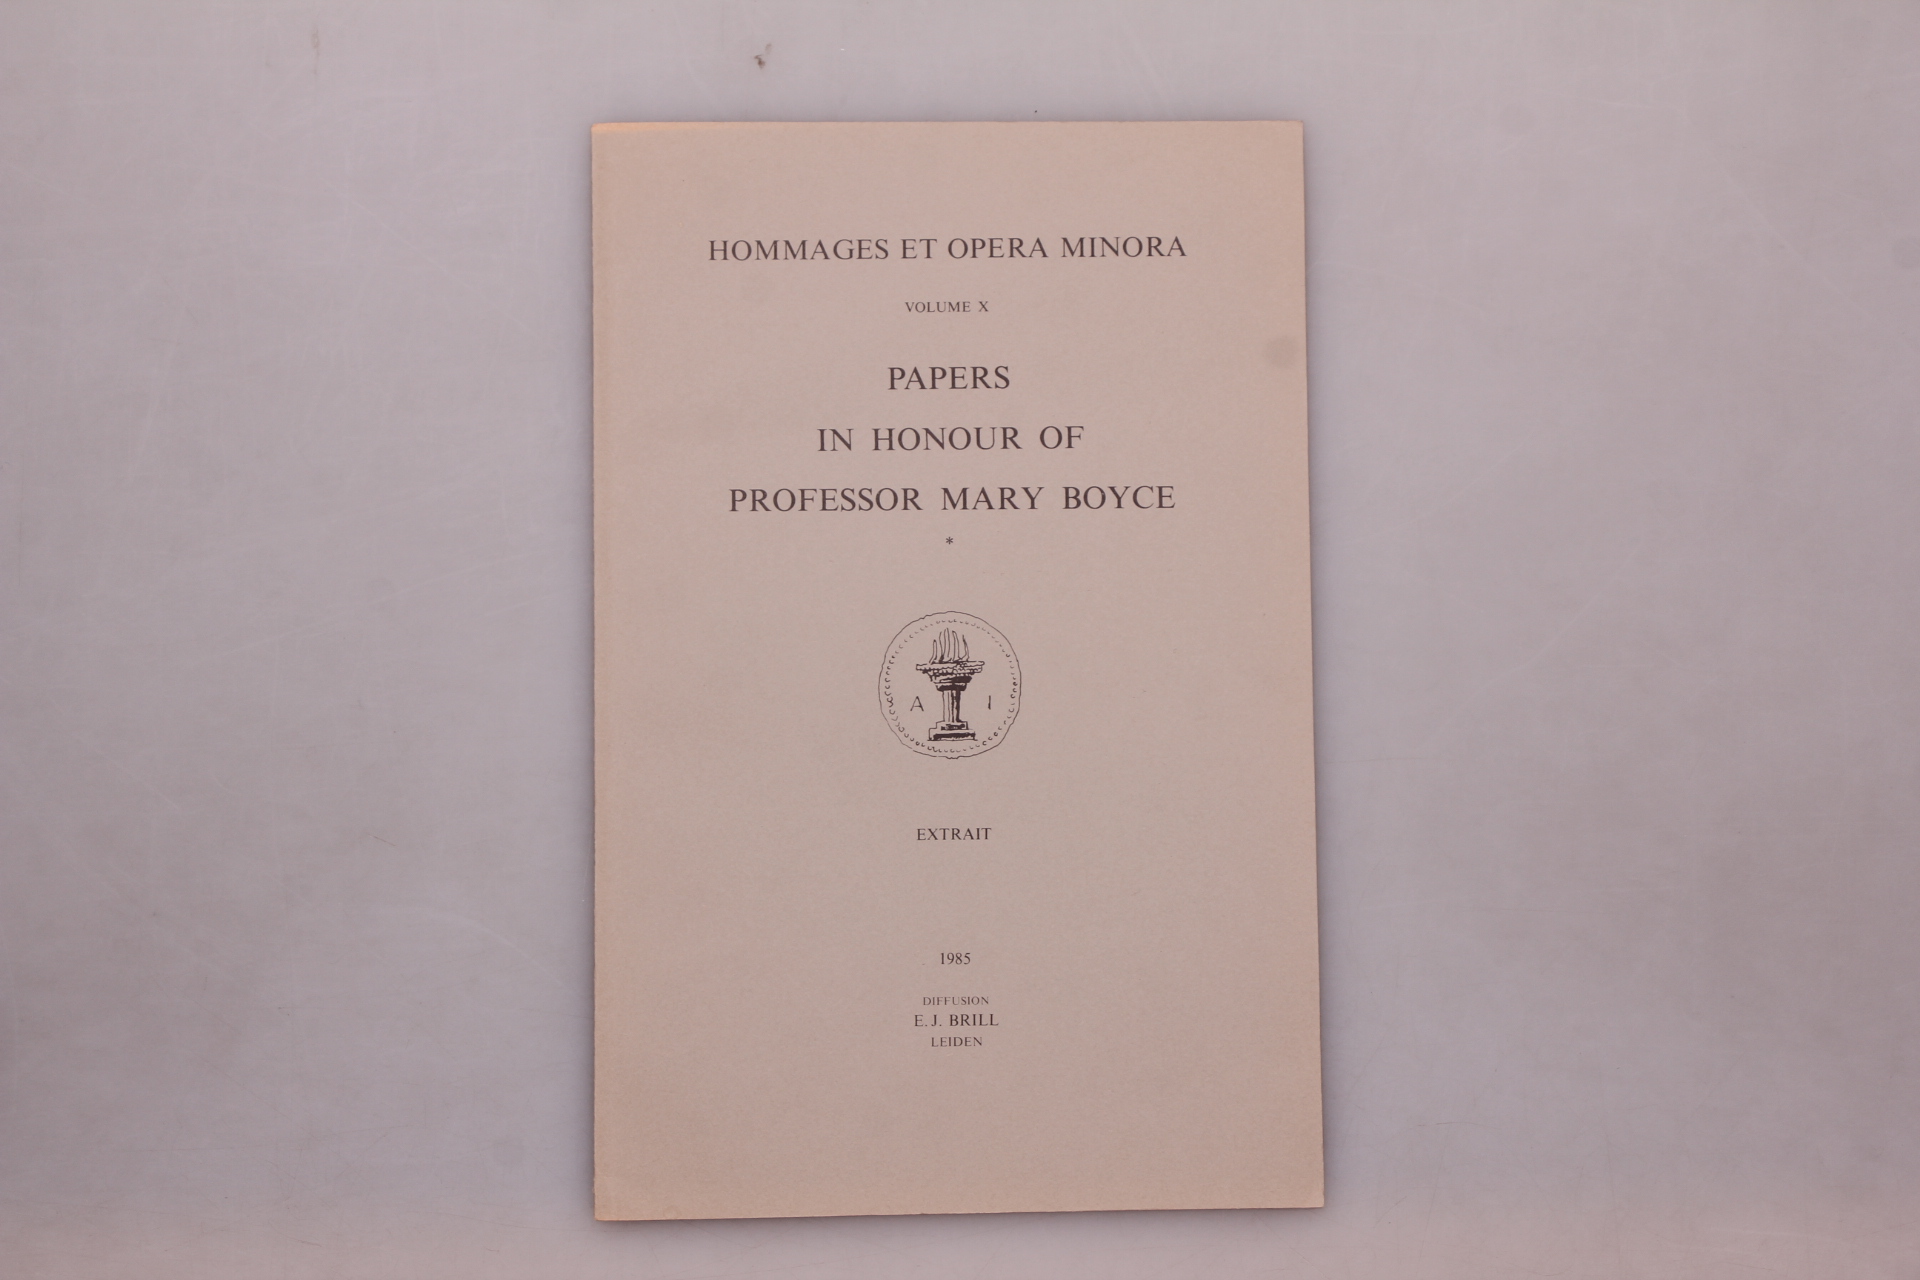 HOMMAGES ET OPERA MINORA
VOLUME X
PAPERS
IN HONOUR OF
PROFESSOR MARY BOYCE
*
A I
EXTRAIT
1985
DIFFUSION
E. J. BRILL
LEIDEN